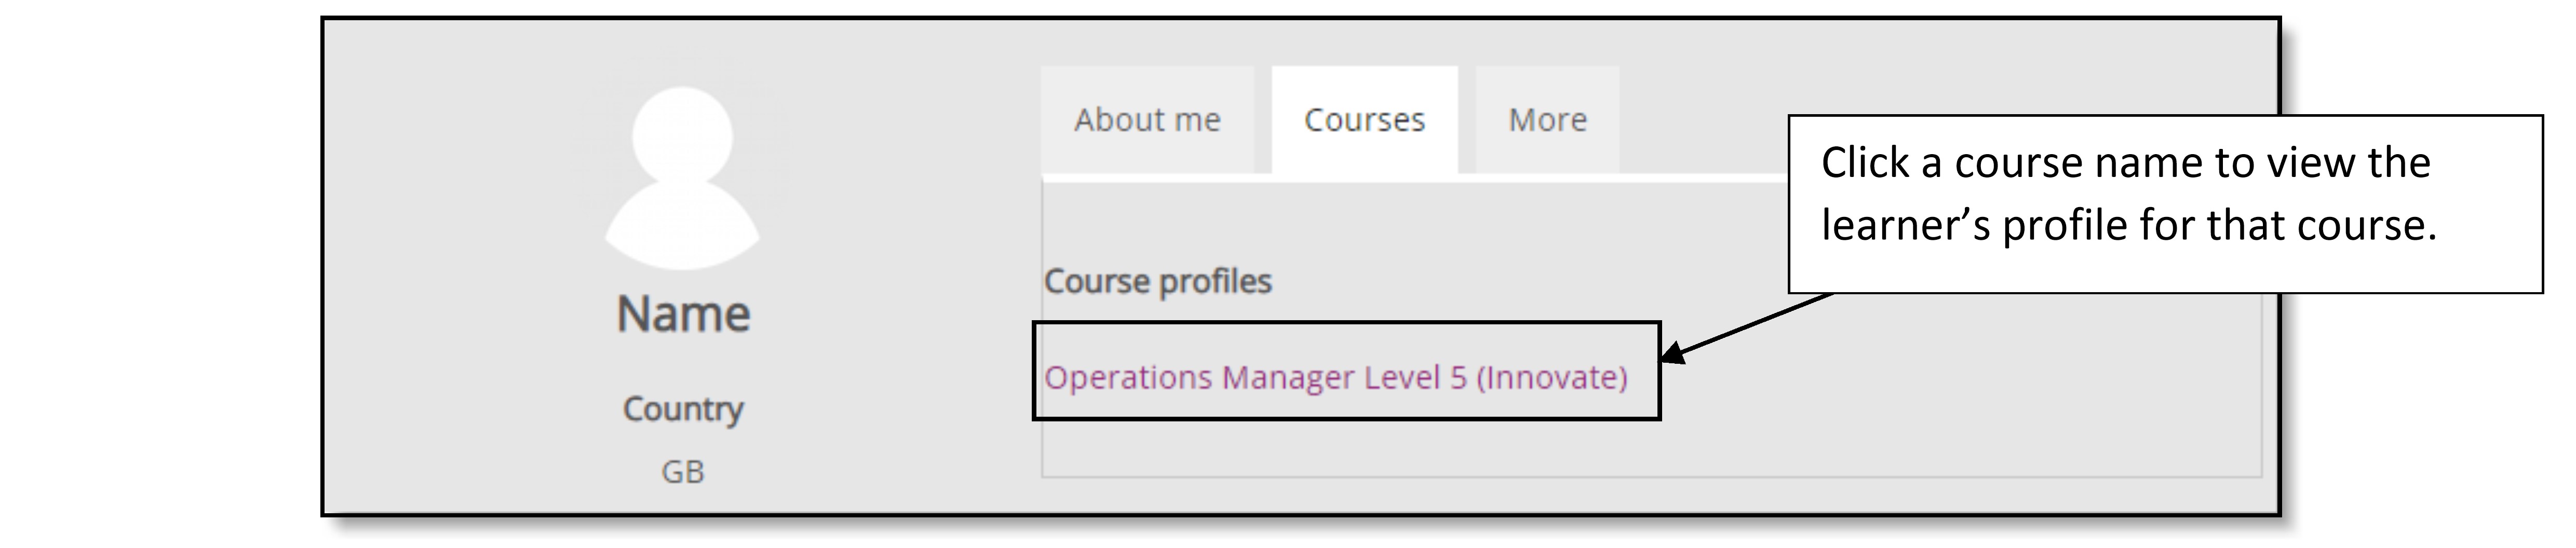 About me
Courses
More
Click a course name to view the
learner’s profile for that course.
Course profiles
Name
Operations Manager Level 5 (Innovate)
Country
GB